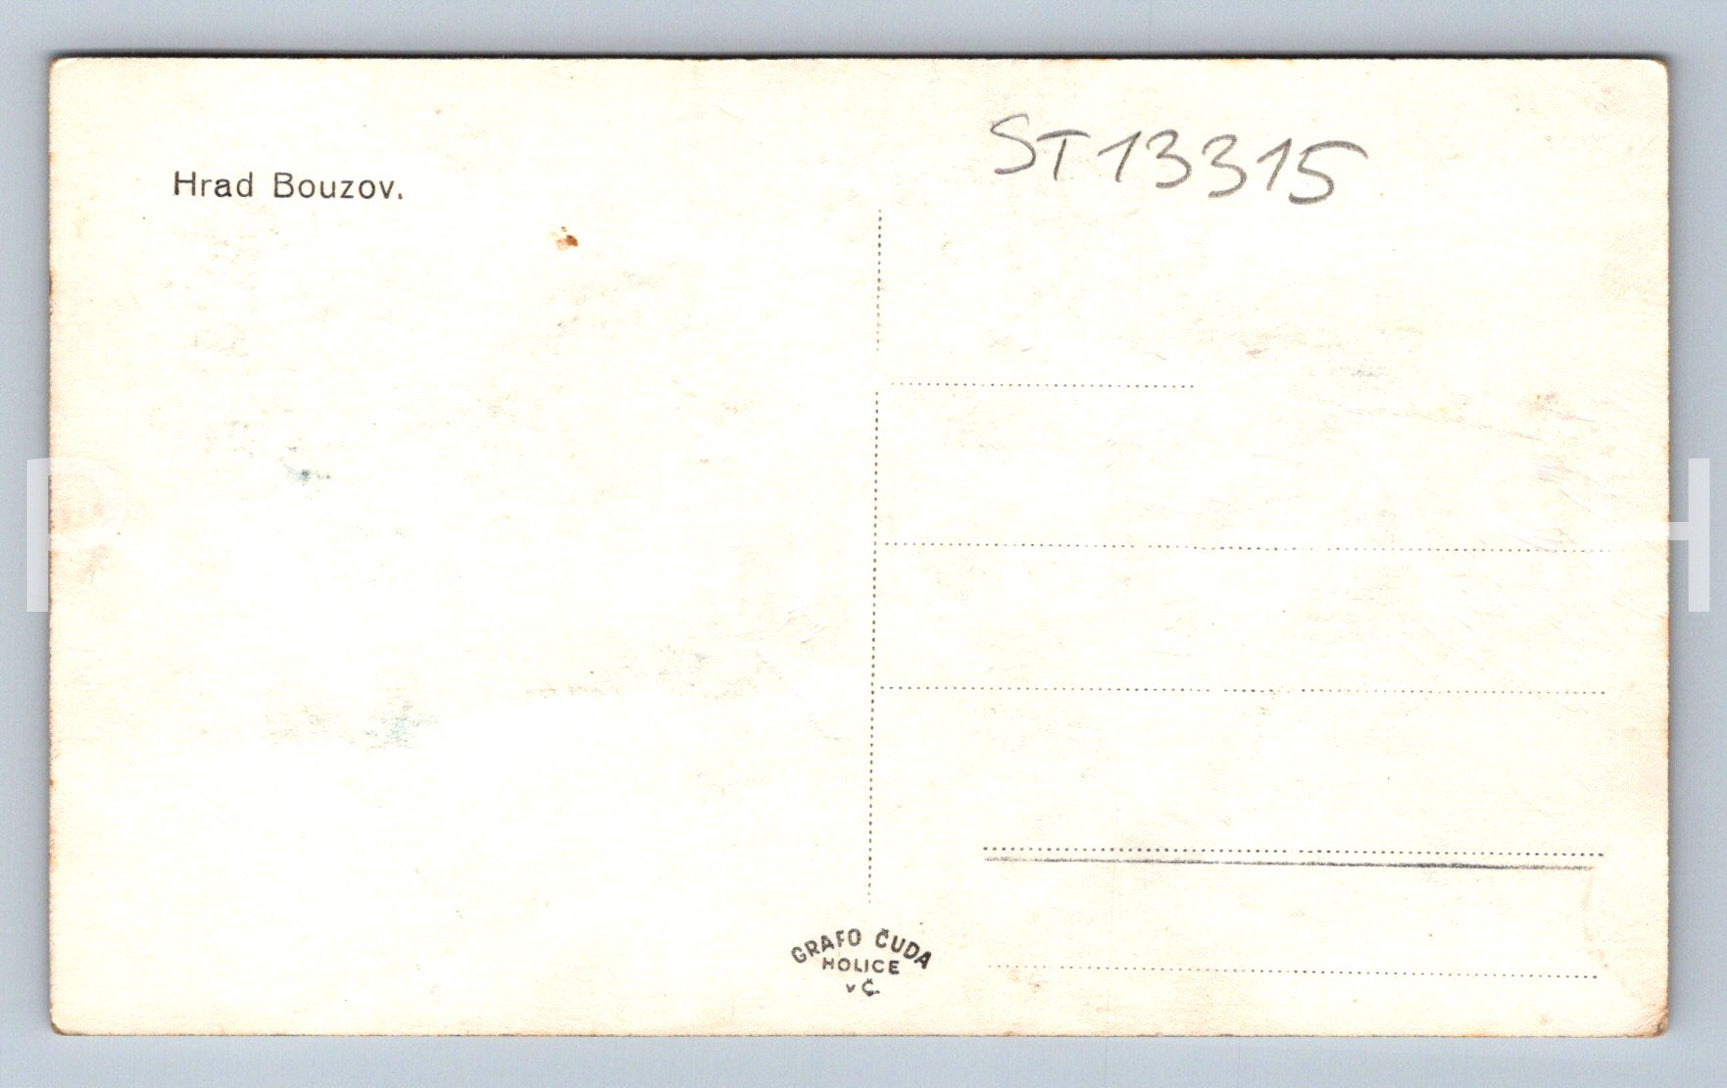 Hrad Bouzov.
ST13315
GRAFO ČUDA
HOLICE
v Č.